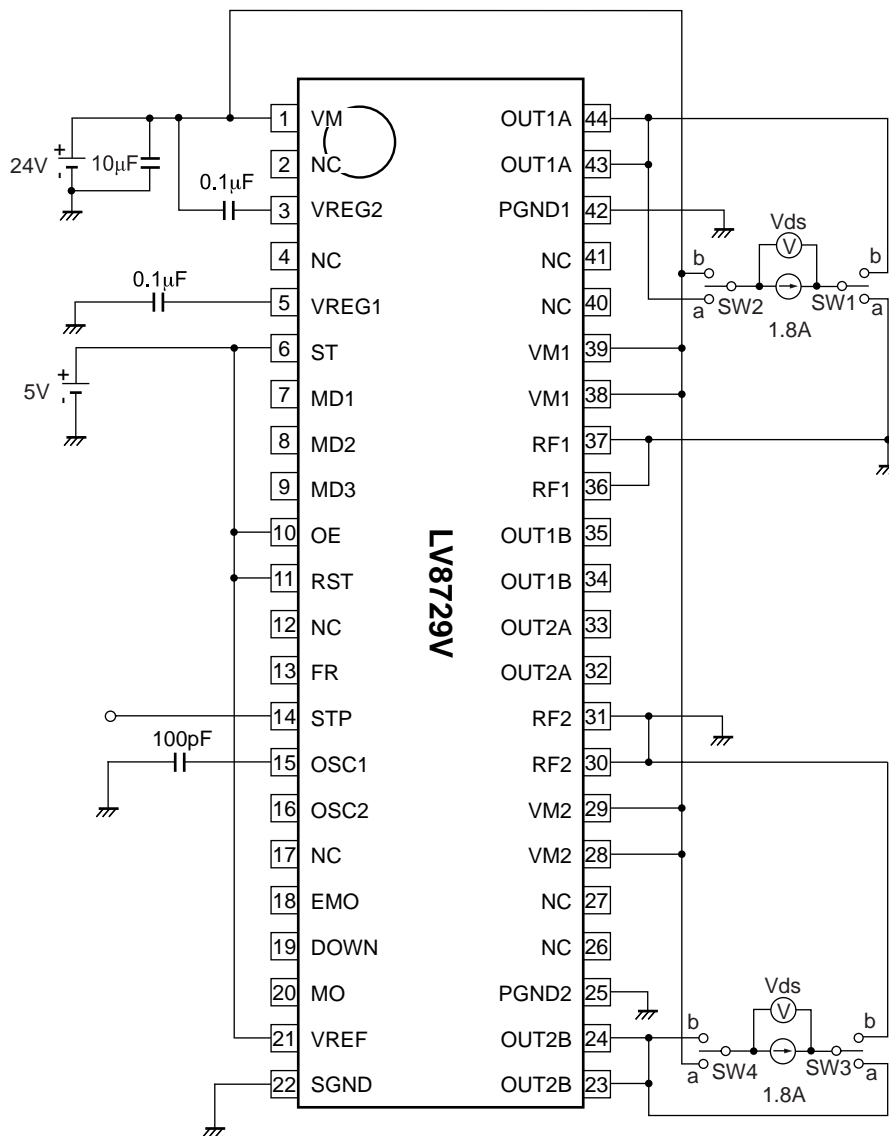 24V
+
-
10μF
0.1μF
0.1μF
5V
+
-
100pF
LV8729V
1 VM
2 NC
3 VREG2
4 NC
5 VREG1
6 ST
7 MD1
8 MD2
9 MD3
10 OE
11 RST
12 NC
13 FR
14 STP
15 OSC1
16 OSC2
17 NC
18 EMO
19 DOWN
20 MO
21 VREF
22 SGND
OUT1A 44
OUT1A 43
PGND1 42
NC 41
NC 40
VM1 39
VM1 38
RF1 37
RF1 36
OUT1B 35
OUT1B 34
OUT2A 33
OUT2A 32
RF2 31
RF2 30
VM2 29
VM2 28
NC 27
NC 26
PGND2 25
OUT2B 24
OUT2B 23
Vds
V
b b
a SW2 SW1 a
1.8A
Vds
V
b b
a SW4 SW3 a
1.8A